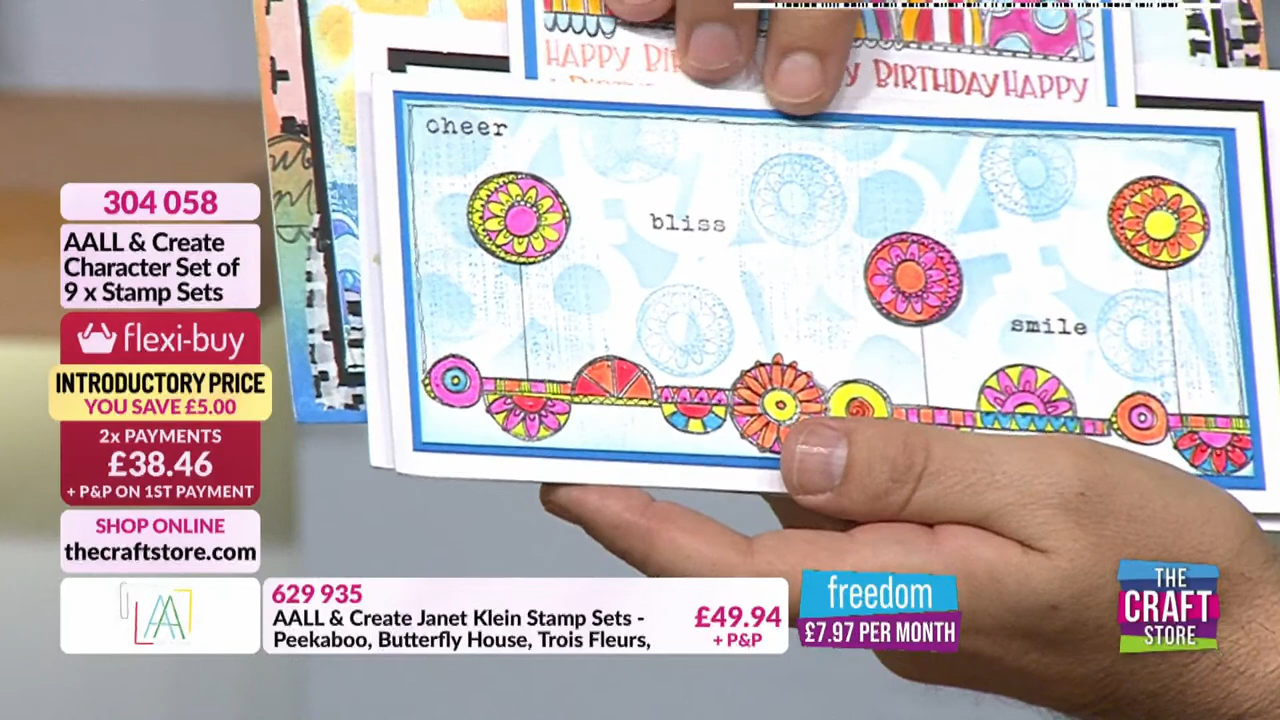 HAPPY
BIRTHDAY HAPPY
cheer
bliss
smile
304 058
AALL & Create
Character Set of
9 x Stamp Sets
flexi-buy
INTRODUCTORY PRICE
YOU SAVE £5.00
2x PAYMENTS
£38.46
+ P&P ON 1ST PAYMENT
SHOP ONLINE
thecraftstore.com
LAA
629 935
AALL & Create Janet Klein Stamp Sets -
Peekaboo, Butterfly House, Trois Fleurs,
£49.94
+ P&P
freedom
£7.97 PER MONTH
THE
CRAFT
STORE